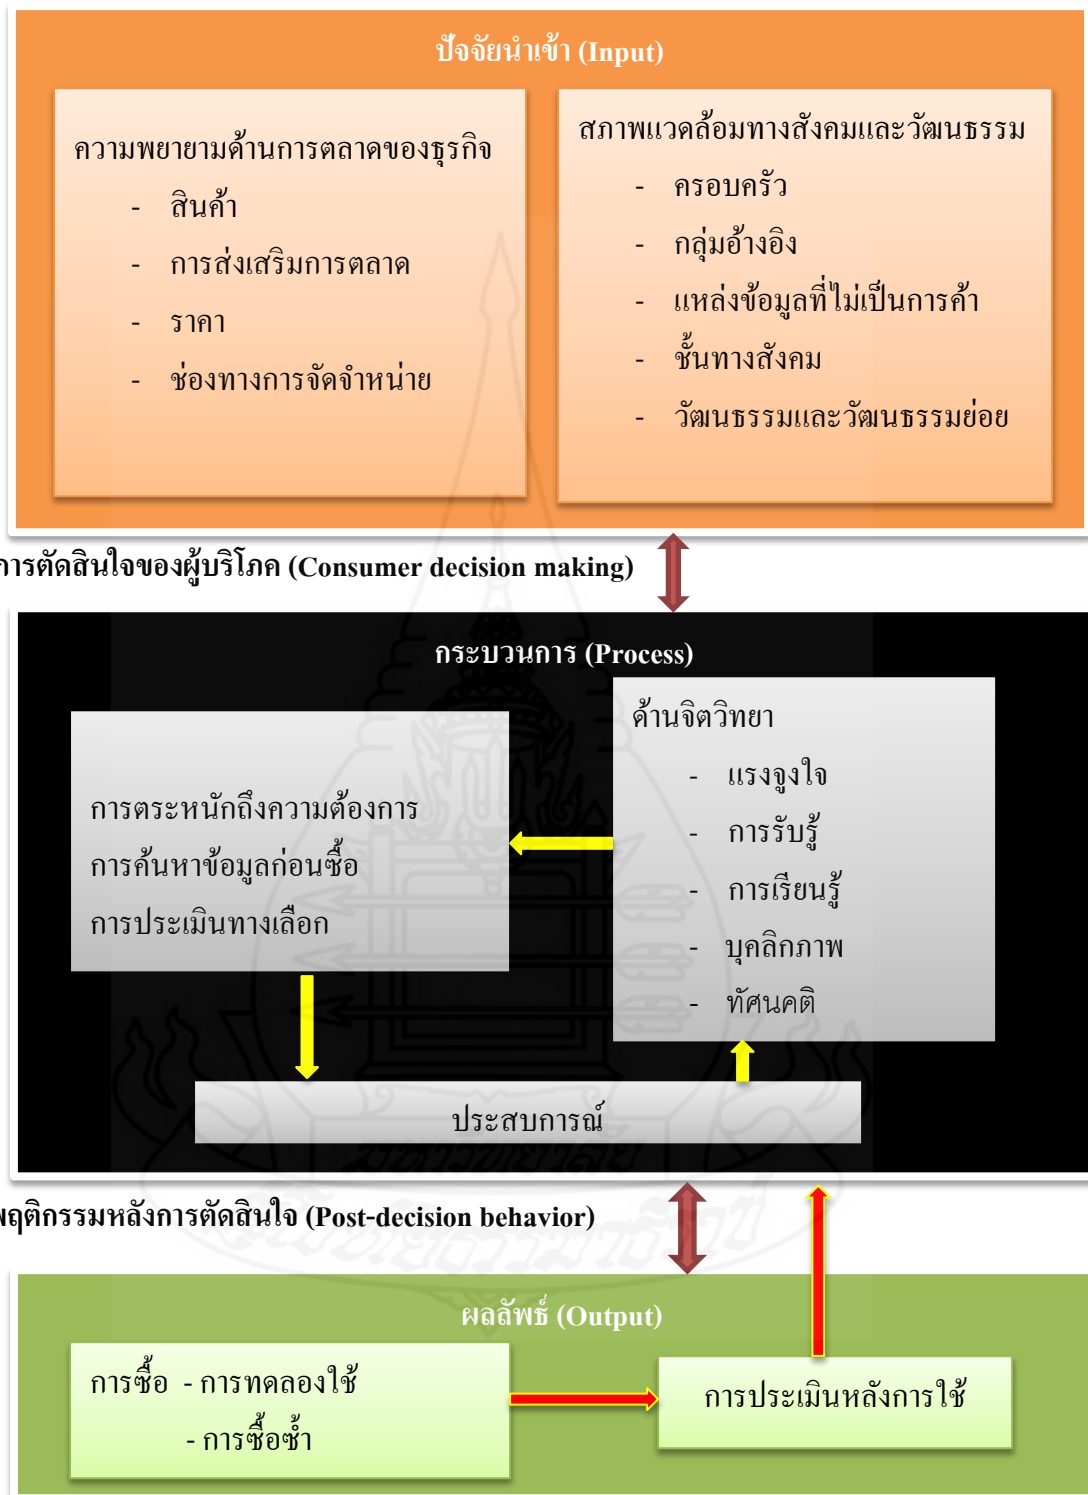 ปัจจัยนำเข้า (Input)
ความพยายามด้านการตลาดของธุรกิจ
- สินค้า
- การส่งเสริมการตลาด
- ราคา
- ช่องทางการจัดจำหน่าย
สภาพแวดล้อมทางสังคมและวัฒนธรรม
- ครอบครัว
- กลุ่มอ้างอิง
- แหล่งข้อมูลที่ไม่เป็นการค้า
- ชั้นทางสังคม
- วัฒนธรรมและวัฒนธรรมย่อย
การตัดสินใจของผู้บริโภค (Consumer decision making)
กระบวนการ (Process)
การตระหนักถึงความต้องการ
การค้นหาข้อมูลก่อนซื้อ
การประเมินทางเลือก
ด้านจิตวิทยา
- แรงจูงใจ
- การรับรู้
- การเรียนรู้
- บุคลิกภาพ
- ทัศนคติ
ประสบการณ์
พฤติกรรมหลังการตัดสินใจ (Post-decision behavior)
ผลลัพธ์ (Output)
การซื้อ - การทดลองใช้
- การซื้อซ้ำ
การประเมินหลังการใช้